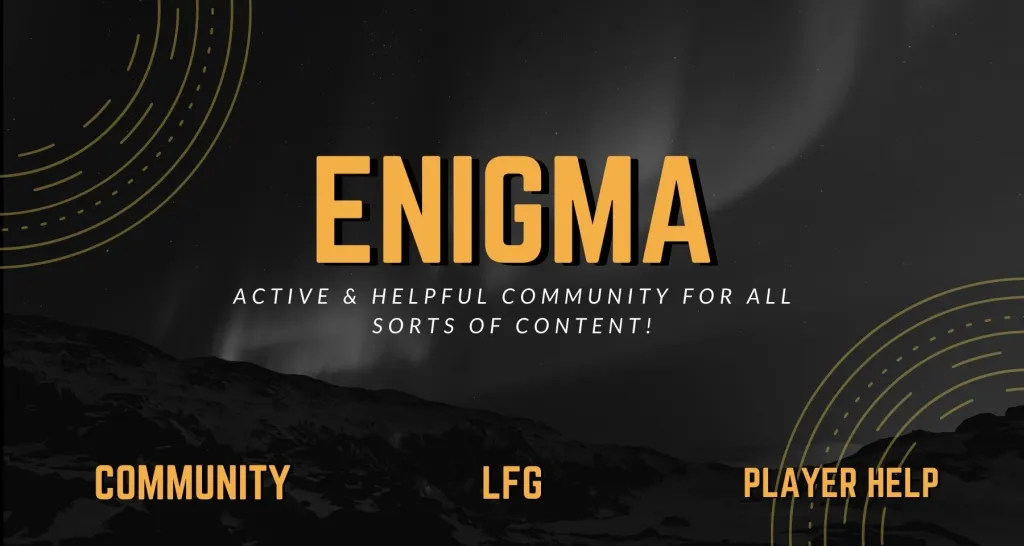 ENIGMA
ACTIVE & HELPFUL COMMUNITY FOR ALL
SORTS OF CONTENT!
COMMUNITY
LFG
PLAYER HELP